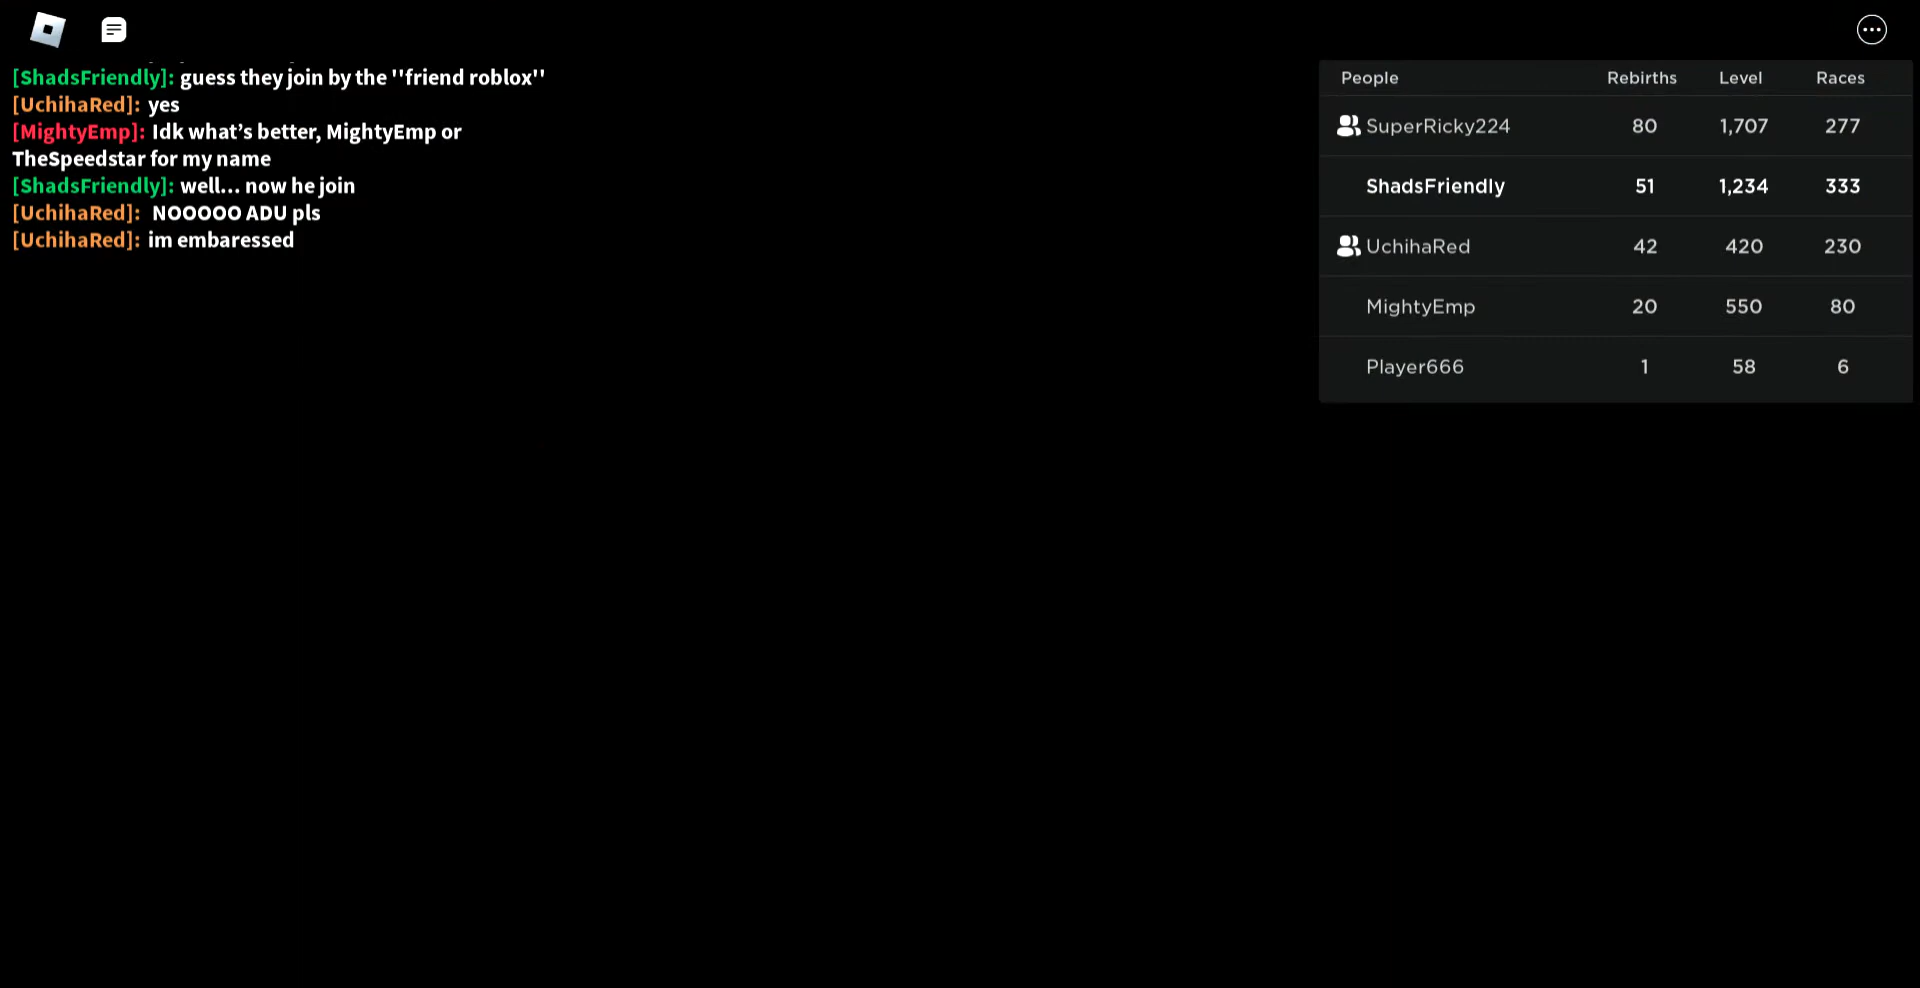 [ShadsFriendly]: guess they join by the ''friend roblox''
[UchihaRed]: yes
[MightyEmp]: Idk what’s better, MightyEmp or
TheSpeedstar for my name
[ShadsFriendly]: well... now he join
[UchihaRed]: NOOOOO ADU pls
[UchihaRed]: im embaressed
People Rebirths Level Races
SuperRicky224 80 1,707 277
ShadsFriendly 51 1,234 333
UchihaRed 42 420 230
MightyEmp 20 550 80
Player666 1 58 6